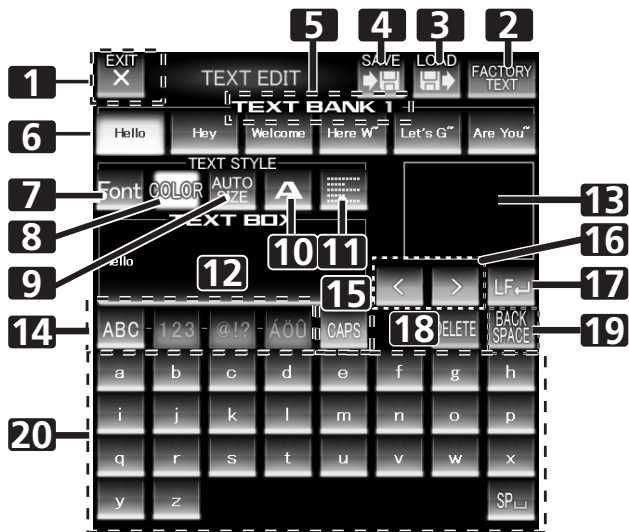 5 4 3 2
EXIT SAVE LOAD
1 × TEXT EDIT FACTORY TEXT
TEXT BANK 1
6 Hello Hey Welcome Here W~ Let's G~ Are You~
TEXT STYLE
7 Font COLOR AUTO SIZE A 13
8 TEXT BOX 10 11 16
9 Hello 12 15 < > LF↵ 17
14 ABC - 123 - @!? - ÁÖÛ CAPS 18 DELETE BACK SPACE 19
a b c d e f g h
20 i j k l m n o p
q r s t u v w x
y z SP␣